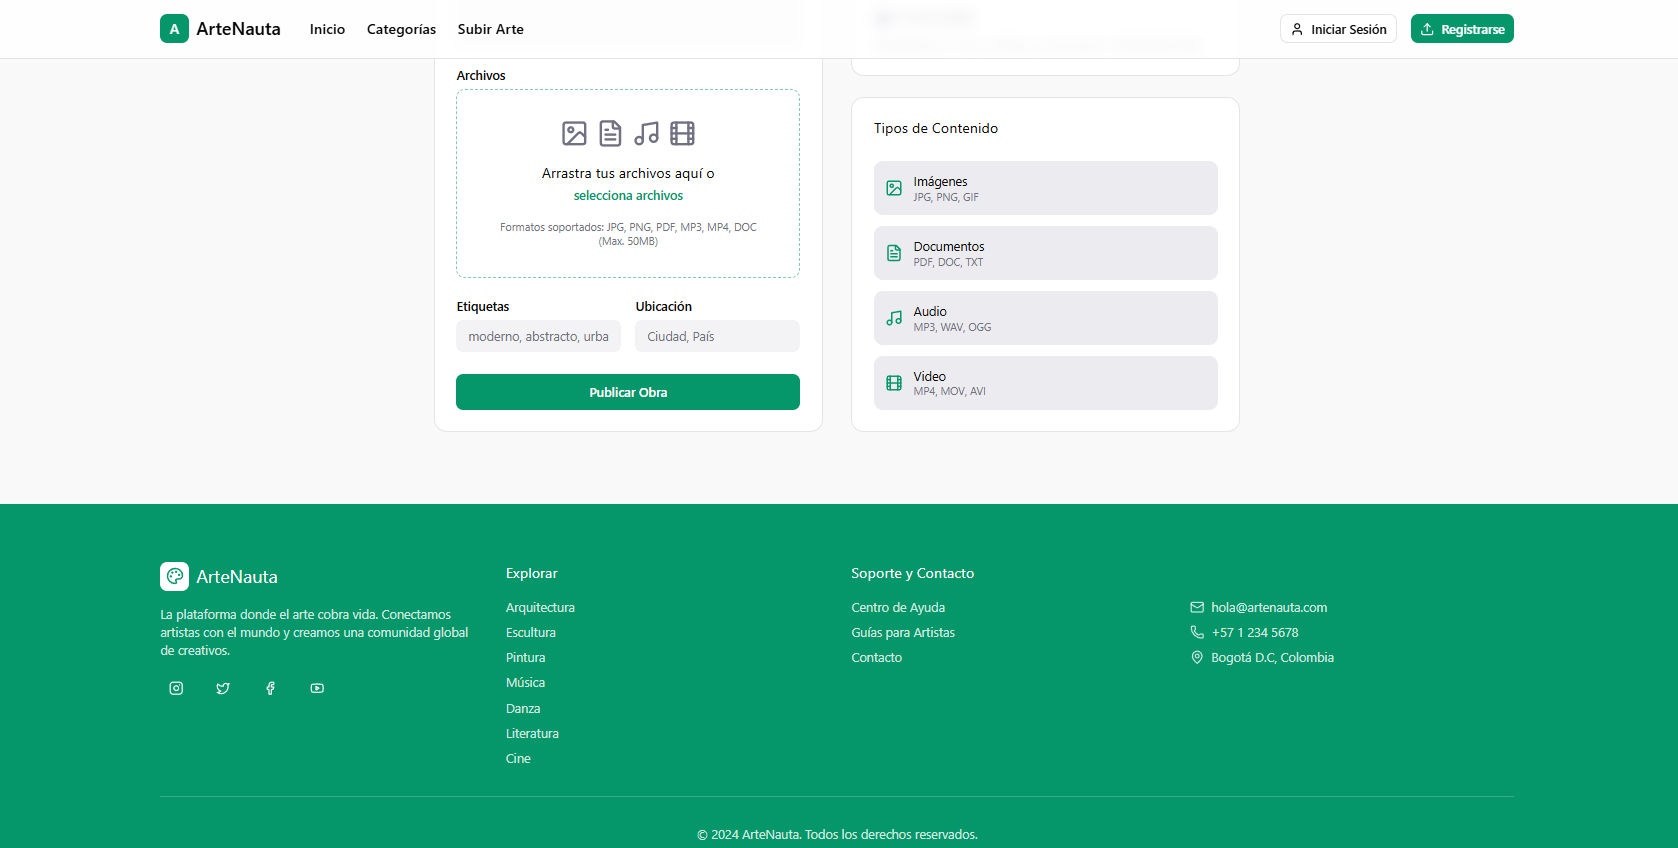 A ArteNauta Inicio Categorías Subir Arte Iniciar Sesión Registrarse
Archivos
Arrastra tus archivos aquí o
selecciona archivos
Formatos soportados: JPG, PNG, PDF, MP3, MP4, DOC
(Max. 50MB)
Etiquetas Ubicación
moderno, abstracto, urba Ciudad, País
Publicar Obra
Tipos de Contenido
Imágenes
JPG, PNG, GIF
Documentos
PDF, DOC, TXT
Audio
MP3, WAV, OGG
Video
MP4, MOV, AVI
ArteNauta
La plataforma donde el arte cobra vida. Conectamos
artistas con el mundo y creamos una comunidad global
de creativos.
Explorar
Arquitectura
Escultura
Pintura
Música
Danza
Literatura
Cine
Soporte y Contacto
Centro de Ayuda
Guías para Artistas
Contacto
hola@artenauta.com
+57 1 234 5678
Bogotá D.C, Colombia
© 2024 ArteNauta. Todos los derechos reservados.